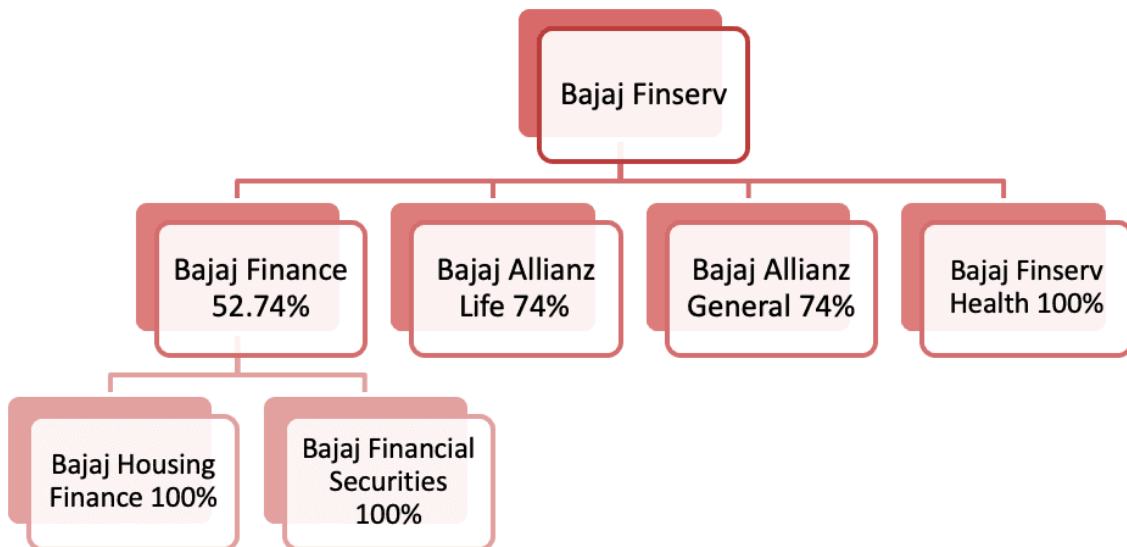 Bajaj Finserv
Bajaj Finance
52.74%
Bajaj Allianz
Life 74%
Bajaj Allianz
General 74%
Bajaj Finserv
Health 100%
Bajaj Housing
Finance 100%
Bajaj Financial
Securities
100%